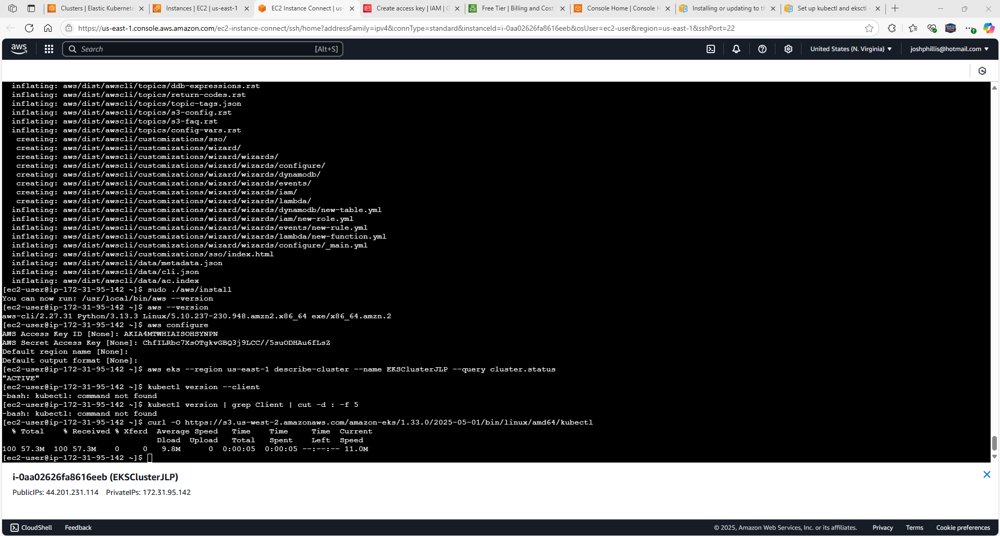 Clusters | Elastic Kubernete
Instances | EC2 | us-east-1
EC2 Instance Connect | us-
Create access key | IAM | G
Free Tier | Billing and Cost
Console Home | Console H
Installing or updating to th
Set up kubectl and eksctl -
https://us-east-1.console.aws.amazon.com/ec2-instance-connect/ssh/home?addressFamily=ipv4&connType=standard&instanceId=i-0aa02626fa8616eeb&osUser=ec2-user&region=us-east-1&sshPort=22
aws
Search
[Alt+S]
United States (N. Virginia)
joshphillis@hotmail.com
inflating: aws/dist/awscli/topics/ddb-expressions.rst
inflating: aws/dist/awscli/topics/return-codes.rst
inflating: aws/dist/awscli/topics/topic-tags.json
inflating: aws/dist/awscli/topics/s3-config.rst
inflating: aws/dist/awscli/topics/s3-faq.rst
inflating: aws/dist/awscli/topics/config-vars.rst
creating: aws/dist/awscli/customizations/sso/
creating: aws/dist/awscli/customizations/wizard/
creating: aws/dist/awscli/customizations/wizard/wizards/
creating: aws/dist/awscli/customizations/wizard/wizards/configure/
creating: aws/dist/awscli/customizations/wizard/wizards/dynamodb/
creating: aws/dist/awscli/customizations/wizard/wizards/events/
creating: aws/dist/awscli/customizations/wizard/wizards/iam/
creating: aws/dist/awscli/customizations/wizard/wizards/lambda/
inflating: aws/dist/awscli/customizations/wizard/wizards/dynamodb/new-table.yml
inflating: aws/dist/awscli/customizations/wizard/wizards/iam/new-role.yml
inflating: aws/dist/awscli/customizations/wizard/wizards/events/new-rule.yml
inflating: aws/dist/awscli/customizations/wizard/wizards/lambda/new-function.yml
inflating: aws/dist/awscli/customizations/wizard/wizards/configure/_main.yml
inflating: aws/dist/awscli/customizations/sso/index.html
inflating: aws/dist/awscli/data/metadata.json
inflating: aws/dist/awscli/data/cli.json
inflating: aws/dist/awscli/data/ac.index
[ec2-user@ip-172-31-95-142 ~]$ sudo ./aws/install
You can now run: /usr/local/bin/aws --version
[ec2-user@ip-172-31-95-142 ~]$ aws --version
aws-cli/2.27.31 Python/3.13.3 Linux/5.10.237-230.948.amzn2.x86_64 exe/x86_64.amzn.2
[ec2-user@ip-172-31-95-142 ~]$ aws configure
AWS Access Key ID [None]: AKIA4MTWHIAISOHSYNPN
AWS Secret Access Key [None]: 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
Default region name [None]:
Default output format [None]:
[ec2-user@ip-172-31-95-142 ~]$ aws eks --region us-east-1 describe-cluster --name EKSClusterJLP --query cluster.status
"ACTIVE"
[ec2-user@ip-172-31-95-142 ~]$ kubectl version --client
-bash: kubectl: command not found
[ec2-user@ip-172-31-95-142 ~]$ kubectl version | grep Client | cut -d : -f 5
-bash: kubectl: command not found
[ec2-user@ip-172-31-95-142 ~]$ curl -O https://s3.us-west-2.amazonaws.com/amazon-eks/1.33.0/2025-05-01/bin/linux/amd64/kubectl
% Total % Received % Xferd Average Speed Time Time Time Current
Dload Upload Total Spent Left Speed
100 57.3M 100 57.3M 0 0 9.8M 0 0:00:05 0:00:05 --:--:-- 11.0M
[ec2-user@ip-172-31-95-142 ~]$
i-0aa02626fa8616eeb (EKSClusterJLP)
PublicIPs: 44.201.231.114 PrivateIPs: 172.31.95.142
CloudShell
Feedback
© 2025, Amazon Web Services, Inc. or its affiliates.
Privacy
Terms
Cookie preferences